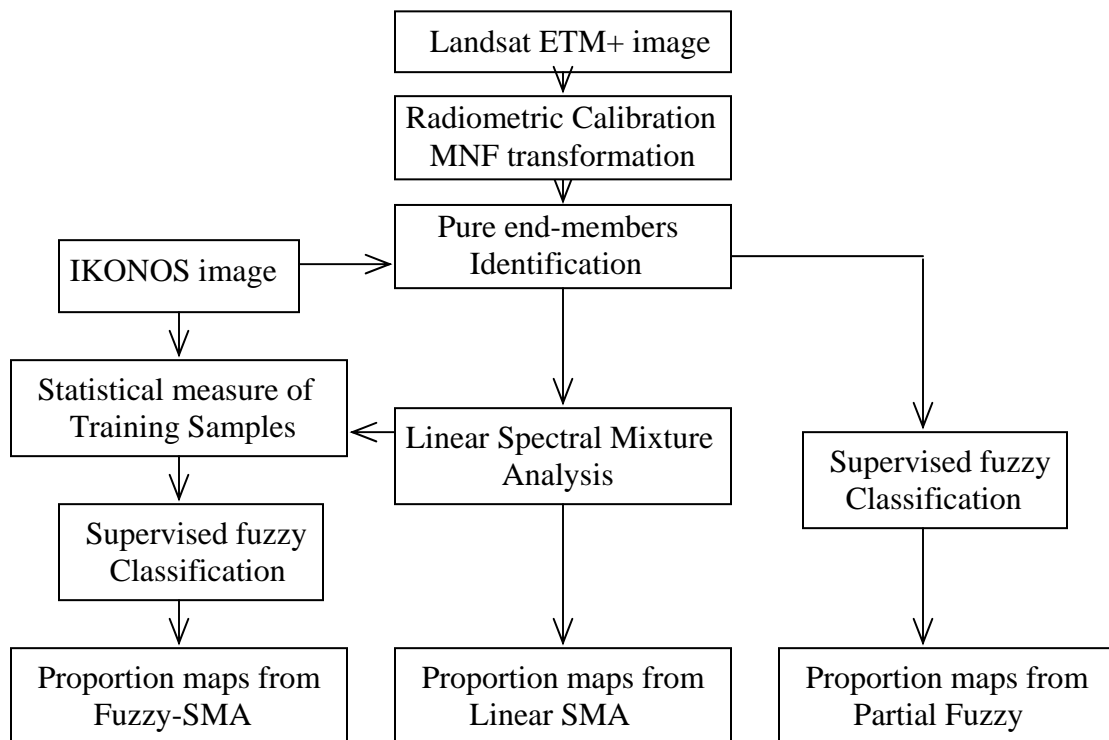 Landsat ETM+ image
Radiometric Calibration
MNF transformation
Pure end-members
Identification
IKONOS image
Statistical measure of
Training Samples
Linear Spectral Mixture
Analysis
Supervised fuzzy
Classification
Supervised fuzzy
Classification
Proportion maps from
Fuzzy-SMA
Proportion maps from
Linear SMA
Proportion maps from
Partial Fuzzy